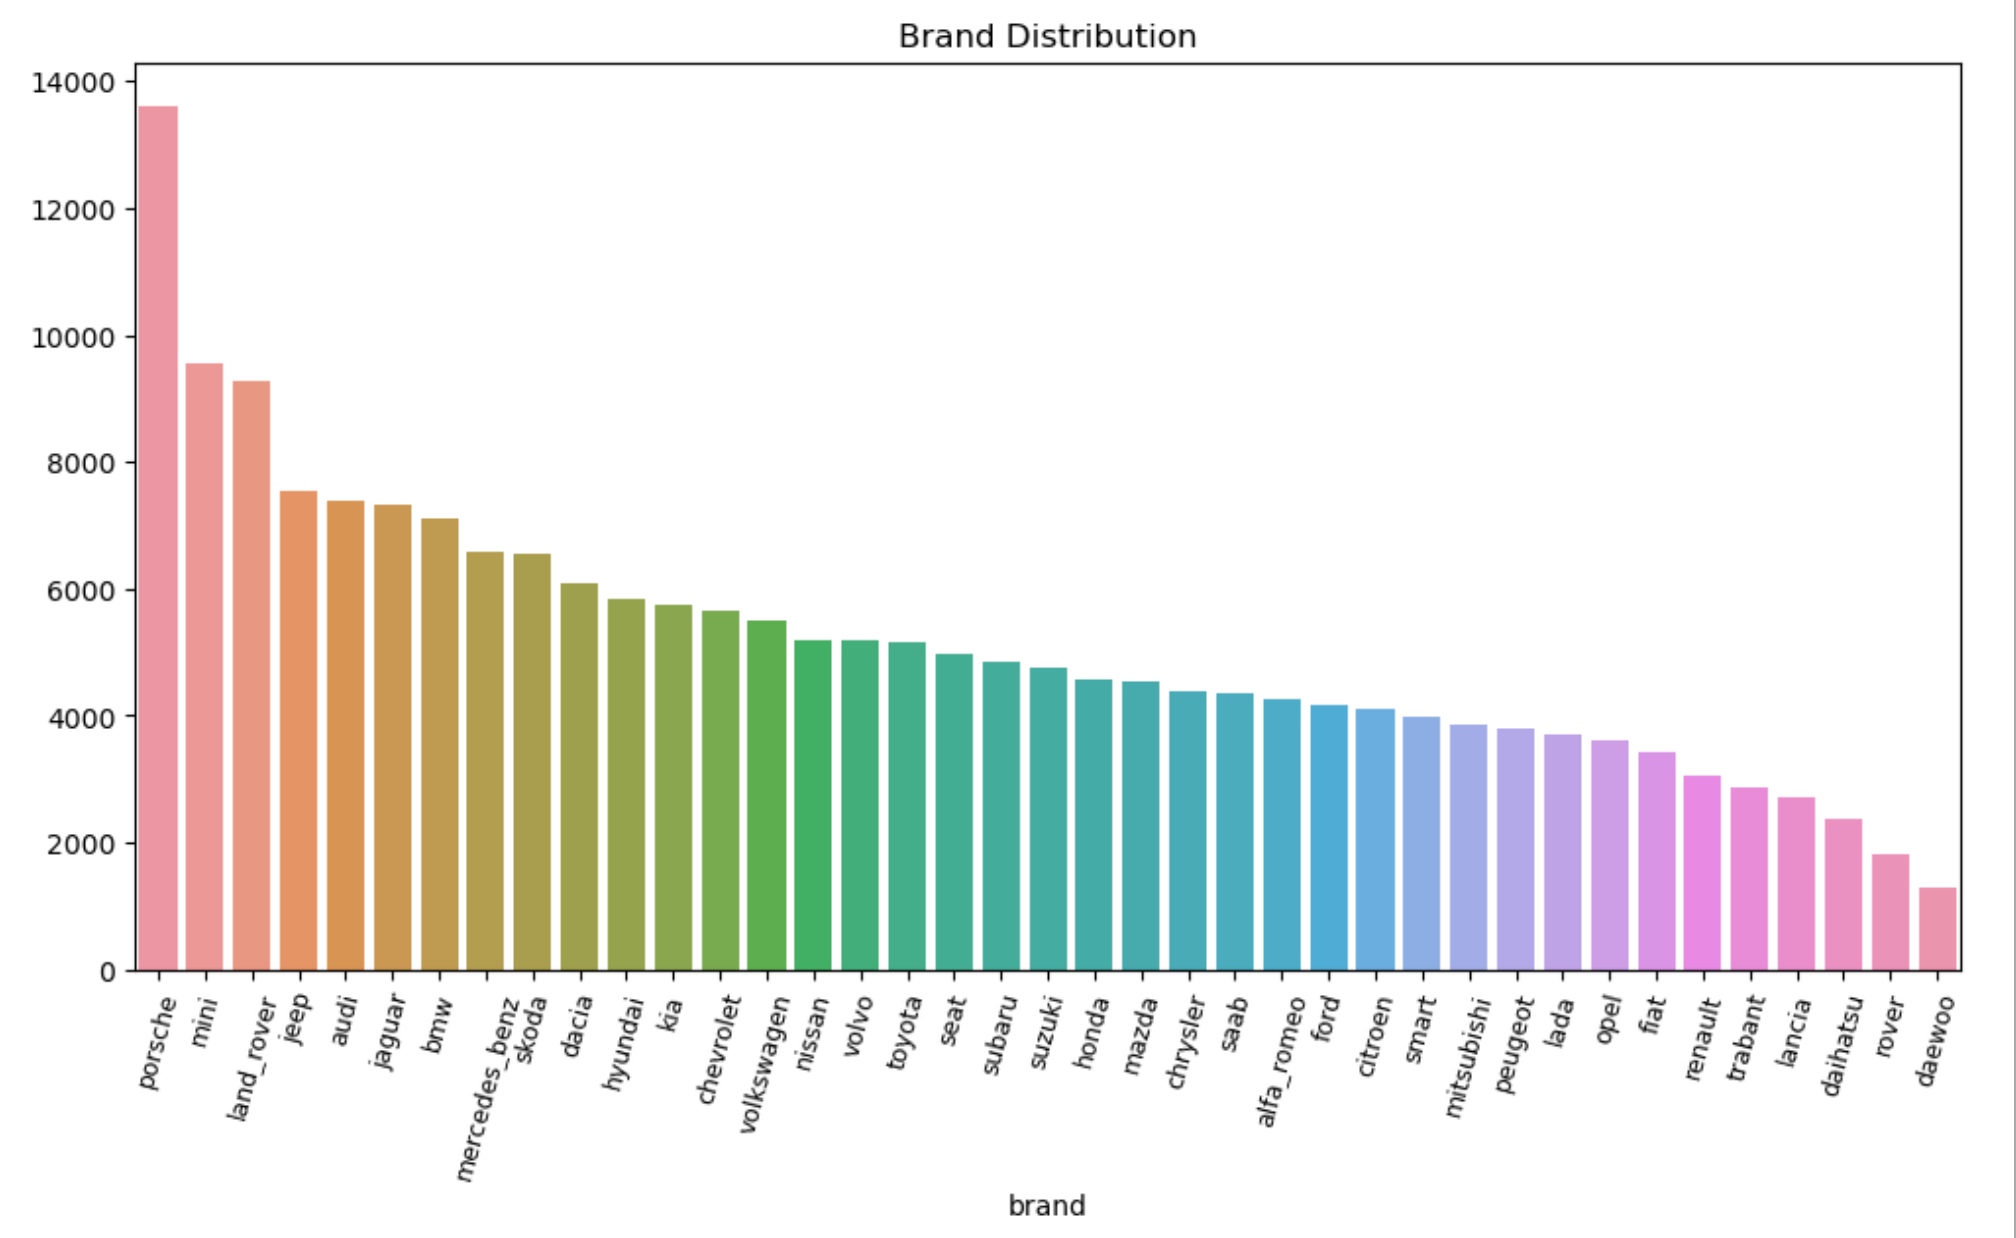 Brand Distribution
14000
12000
10000
8000
6000
4000
2000
0
porsche
mini
land_rover
jeep
audi
jaguar
bmw
mercedes_benz
skoda
dacia
hyundai
kia
chevrolet
volkswagen
nissan
volvo
toyota
seat
subaru
suzuki
honda
mazda
chrysler
saab
alfa_romeo
ford
citroen
smart
mitsubishi
peugeot
lada
opel
fiat
renault
trabant
lancia
daihatsu
rover
daewoo
brand